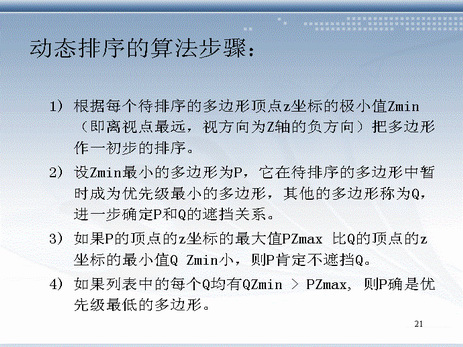 动态排序的算法步骤：
1) 根据每个待排序的多边形顶点z坐标的极小值Zmin
（即离视点最远，视方向为Z轴的负方向）把多边形
作一初步的排序。
2) 设Zmin最小的多边形为P，它在待排序的多边形中暂
时成为优先级最小的多边形，其他的多边形称为Q，
进一步确定P和Q的遮挡关系。
3) 如果P的顶点的z坐标的最大值PZmax 比Q的顶点的z
坐标的最小值Q Zmin小，则P肯定不遮挡Q。
4) 如果列表中的每个Q均有QZmin > PZmax, 则P确是优
先级最低的多边形。
21